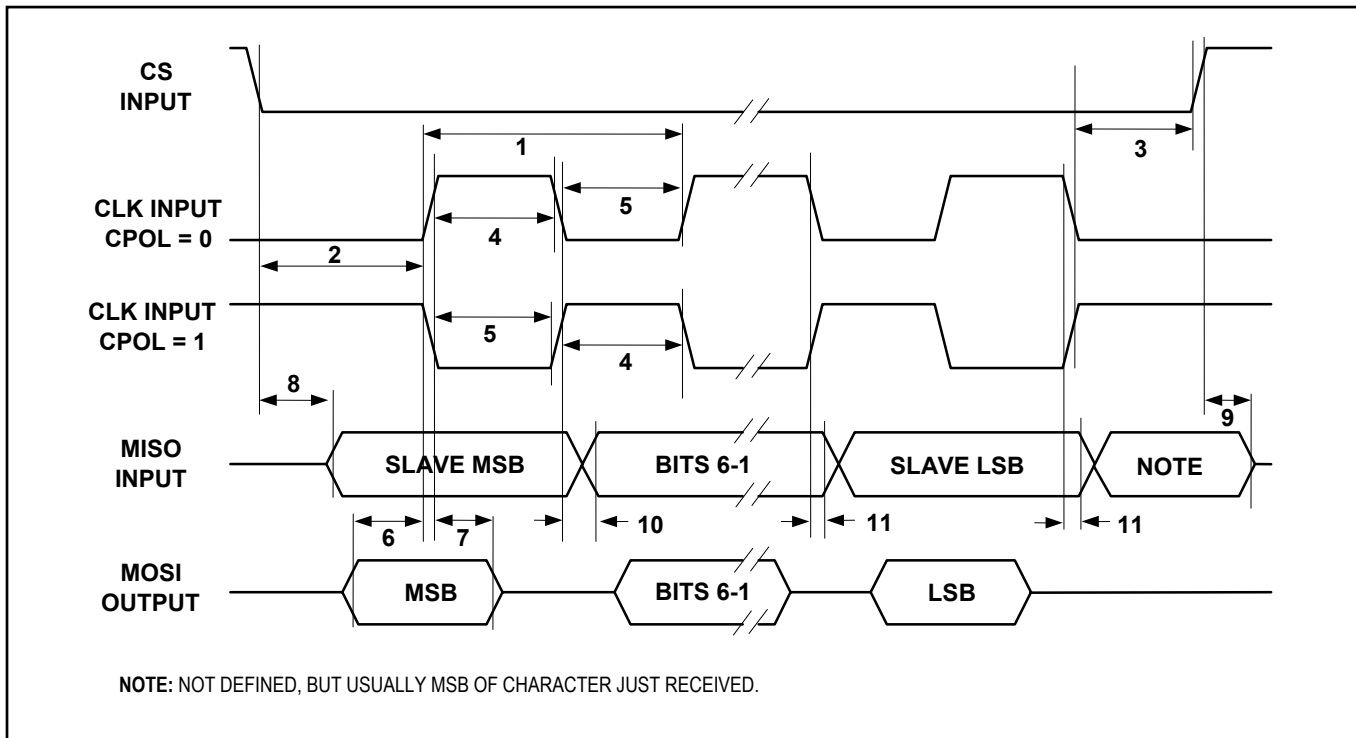 CS
INPUT
1
3
CLK INPUT
CPOL = 0
5
4
2
CLK INPUT
CPOL = 1
5
4
8
9
MISO
INPUT
SLAVE MSB
BITS 6-1
SLAVE LSB
NOTE
6
7
10
11
11
MOSI
OUTPUT
MSB
BITS 6-1
LSB
NOTE: NOT DEFINED, BUT USUALLY MSB OF CHARACTER JUST RECEIVED.